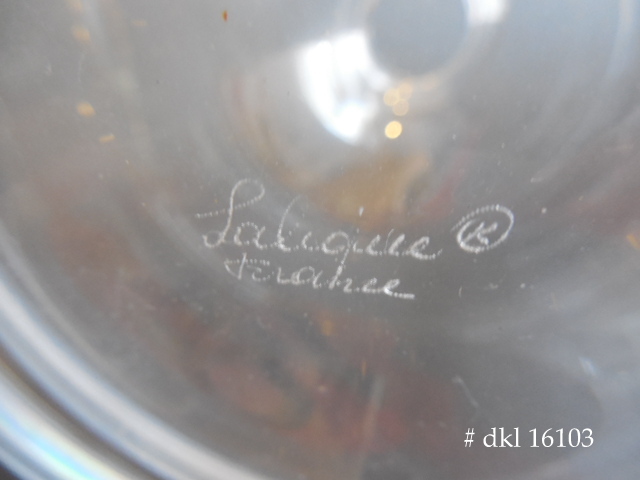 Lalique ®
France
# dkl 16103